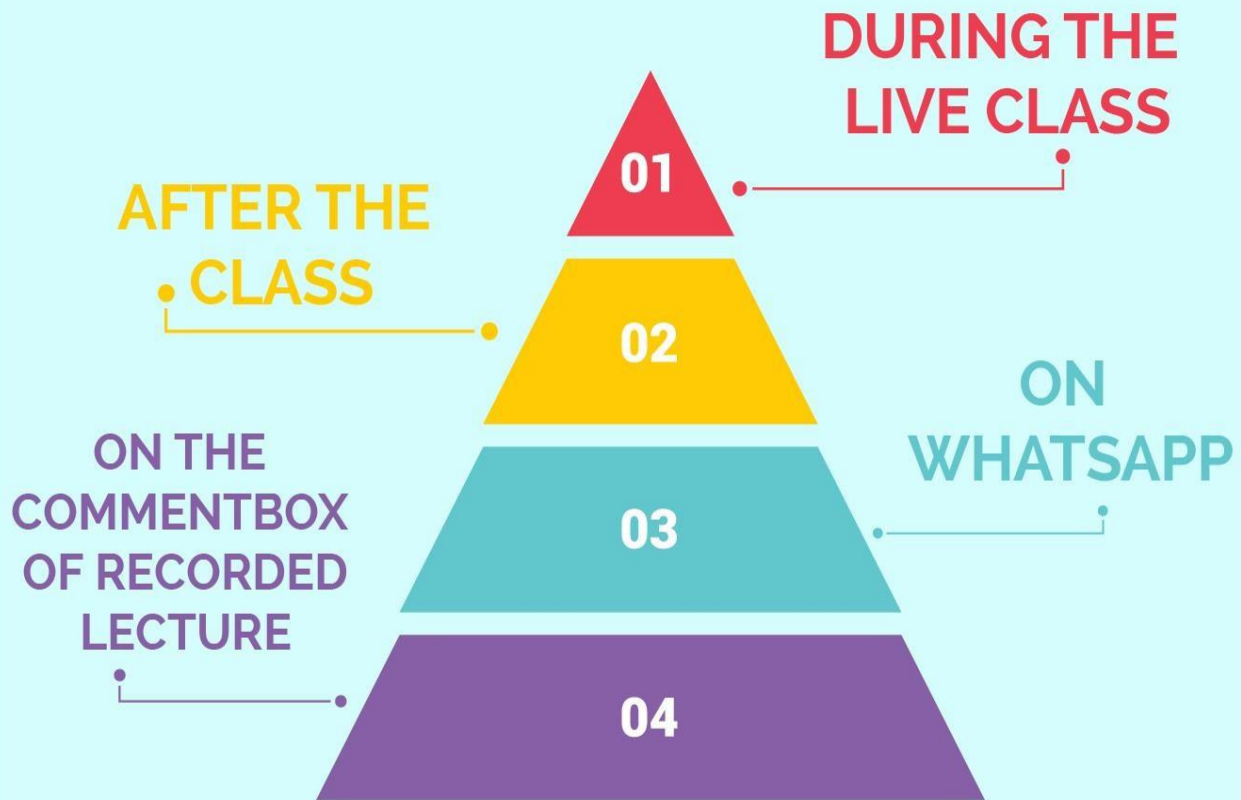 DURING THE
LIVE CLASS
01
AFTER THE
CLASS
02
ON
WHATSAPP
03
ON THE
COMMENTBOX
OF RECORDED
LECTURE
04